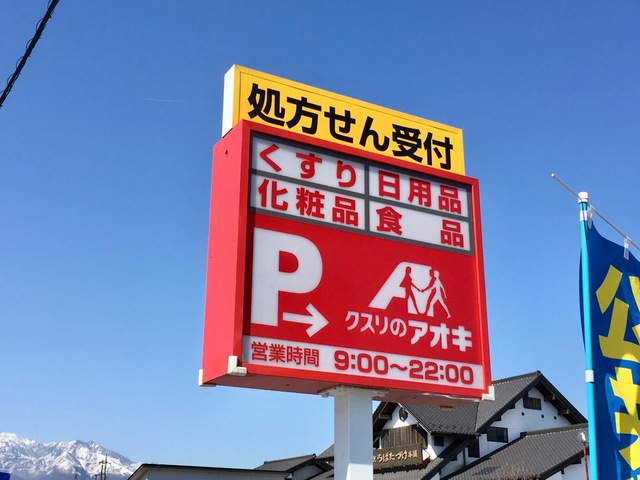 処方せん受付
くすり 日用品
化粧品 食品
P→
クスリのアオキ
営業時間 9:00~22:00